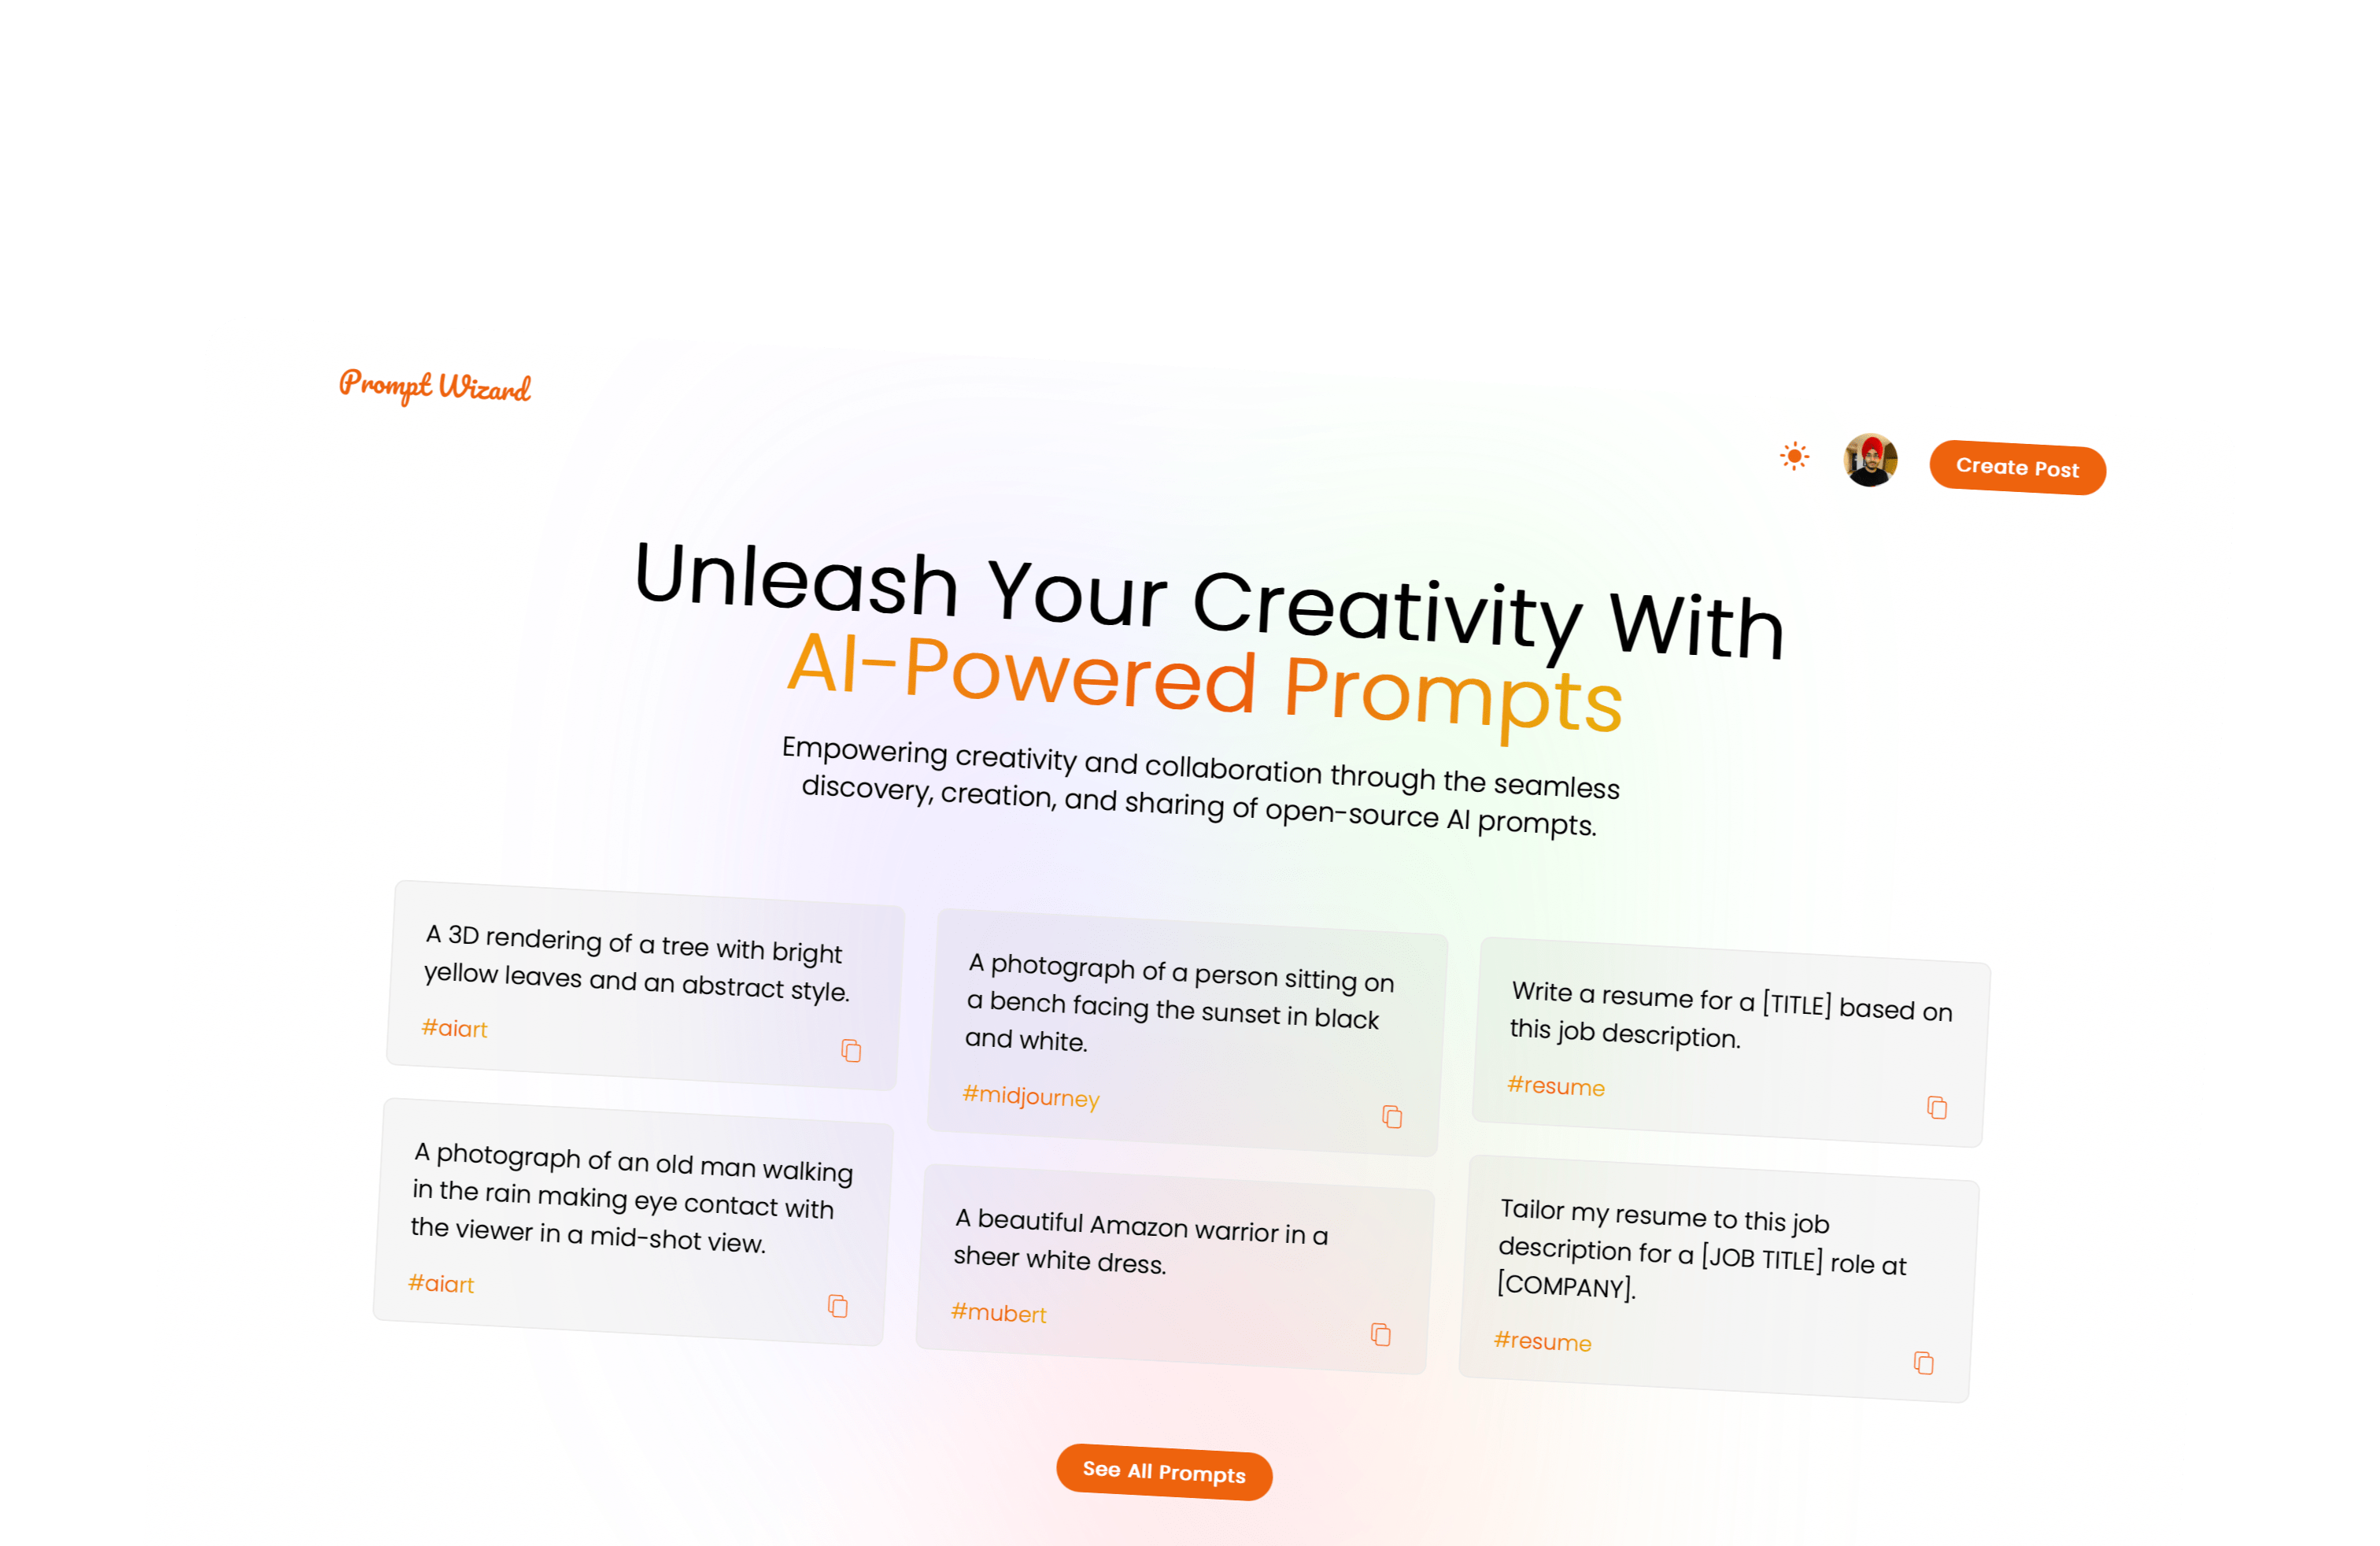 Prompt Wizard
Create Post
Unleash Your Creativity With
AI-Powered Prompts
Empowering creativity and collaboration through the seamless
discovery, creation, and sharing of open-source AI prompts.
A 3D rendering of a tree with bright
yellow leaves and an abstract style.
#aiart
A photograph of an old man walking
in the rain making eye contact with
the viewer in a mid-shot view.
#aiart
A photograph of a person sitting on
a bench facing the sunset in black
and white.
#midjourney
A beautiful Amazon warrior in a
sheer white dress.
#mubert
Write a resume for a [TITLE] based on
this job description.
#resume
Tailor my resume to this job
description for a [JOB TITLE] role at
[COMPANY].
#resume
See All Prompts